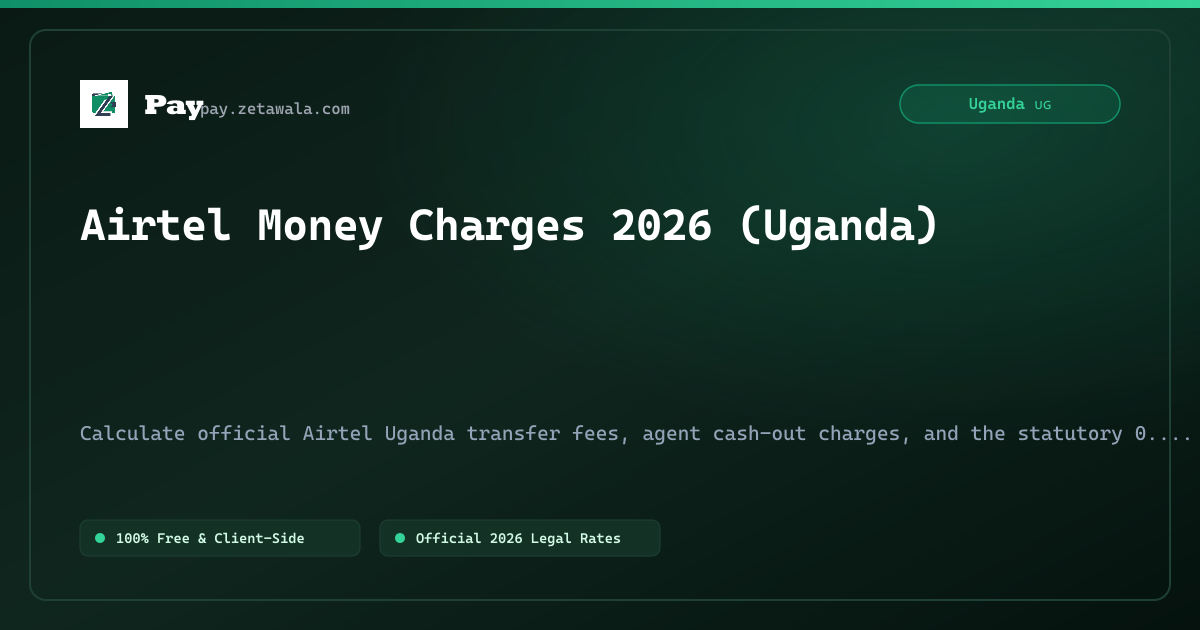 Pay pay.zetawala.com
Uganda UG
Airtel Money Charges 2026 (Uganda)
Calculate official Airtel Uganda transfer fees, agent cash-out charges, and the statutory 0....
100% Free & Client-Side
Official 2026 Legal Rates